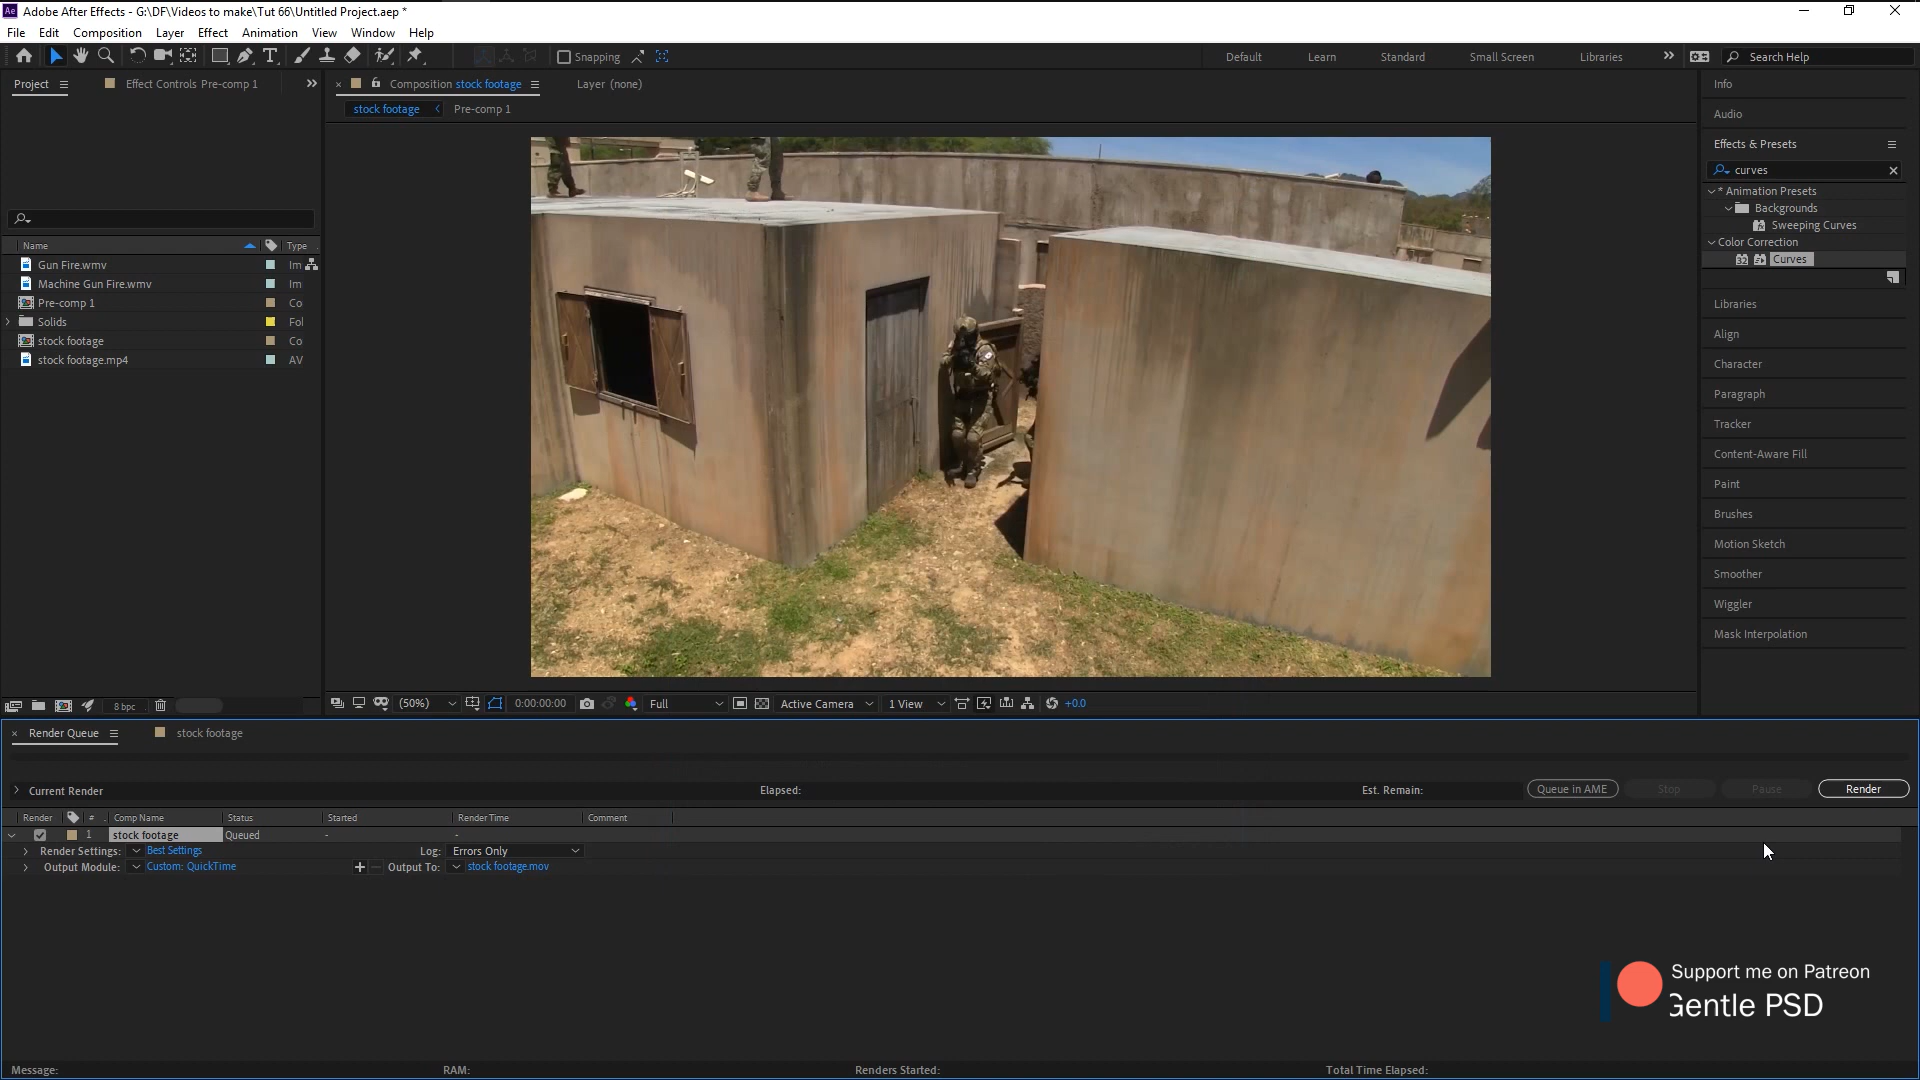 Adobe After Effects - G:\DF\Videos to make\Tut 66\Untitled Project.aep *
File Edit Composition Layer Effect Animation View Window Help
Snapping Default Learn Standard Small Screen Libraries Search Help
Project Effect Controls Pre-comp 1
Composition stock footage Layer (none)
stock footage Pre-comp 1
Name Type
Gun Fire.wmv Im
Machine Gun Fire.wmv Im
Pre-comp 1 Co
Solids Fol
stock footage Co
stock footage.mp4 AV
8 bpc
(50%) 0:00:00:00 Full Active Camera 1 View +0.0
Info
Audio
Effects & Presets
curves
* Animation Presets
Backgrounds
Sweeping Curves
Color Correction
32 Curves
Libraries
Align
Character
Paragraph
Tracker
Content-Aware Fill
Paint
Brushes
Motion Sketch
Smoother
Wiggler
Mask Interpolation
Render Queue stock footage
Current Render Elapsed: Est. Remain: Queue in AME Stop Pause Render
Render # Comp Name Status Started Render Time Comment
1 stock footage Queued - -
Render Settings: Best Settings Log: Errors Only
Output Module: Custom: QuickTime Output To: stock footage.mov
Support me on Patreon
Gentle PSD
Message: RAM: Renders Started: Total Time Elapsed: